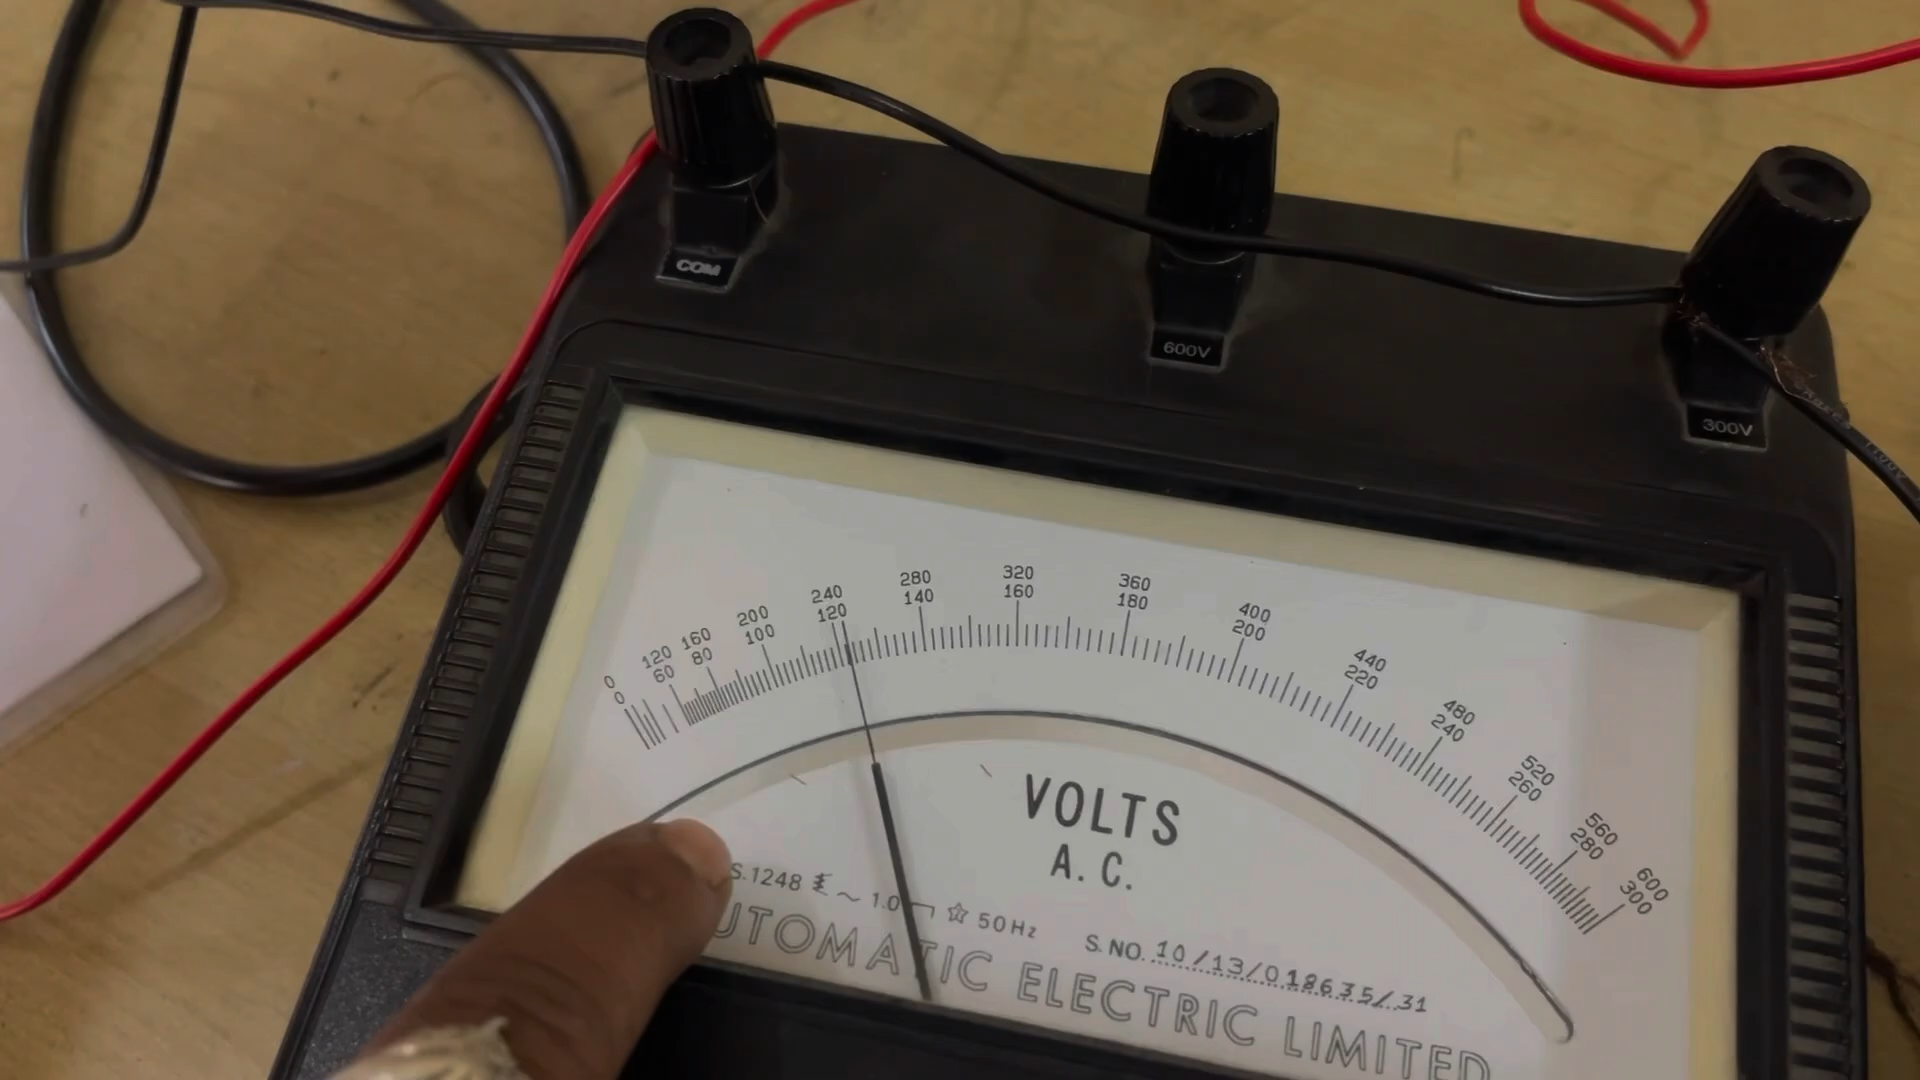 COM
600V
300V
0 120 160 200 240 280 320 360 400 440 480 520 560 600
0 60 80 100 120 140 160 180 200 220 240 260 280 300
VOLTS
A.C.
S.1248 ~ 1.0 50Hz
S. NO. 10/13/018635/31
UTOMATIC ELECTRIC LIMITED